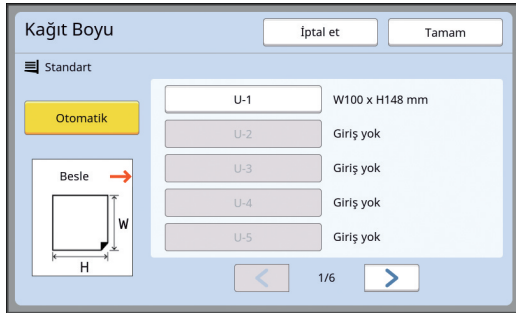 Kağıt Boyu
İptal et
Tamam
Standart
Otomatik
U-1 W100 x H148 mm
U-2 Giriş yok
U-3 Giriş yok
U-4 Giriş yok
U-5 Giriş yok
Besle
W
H
1/6